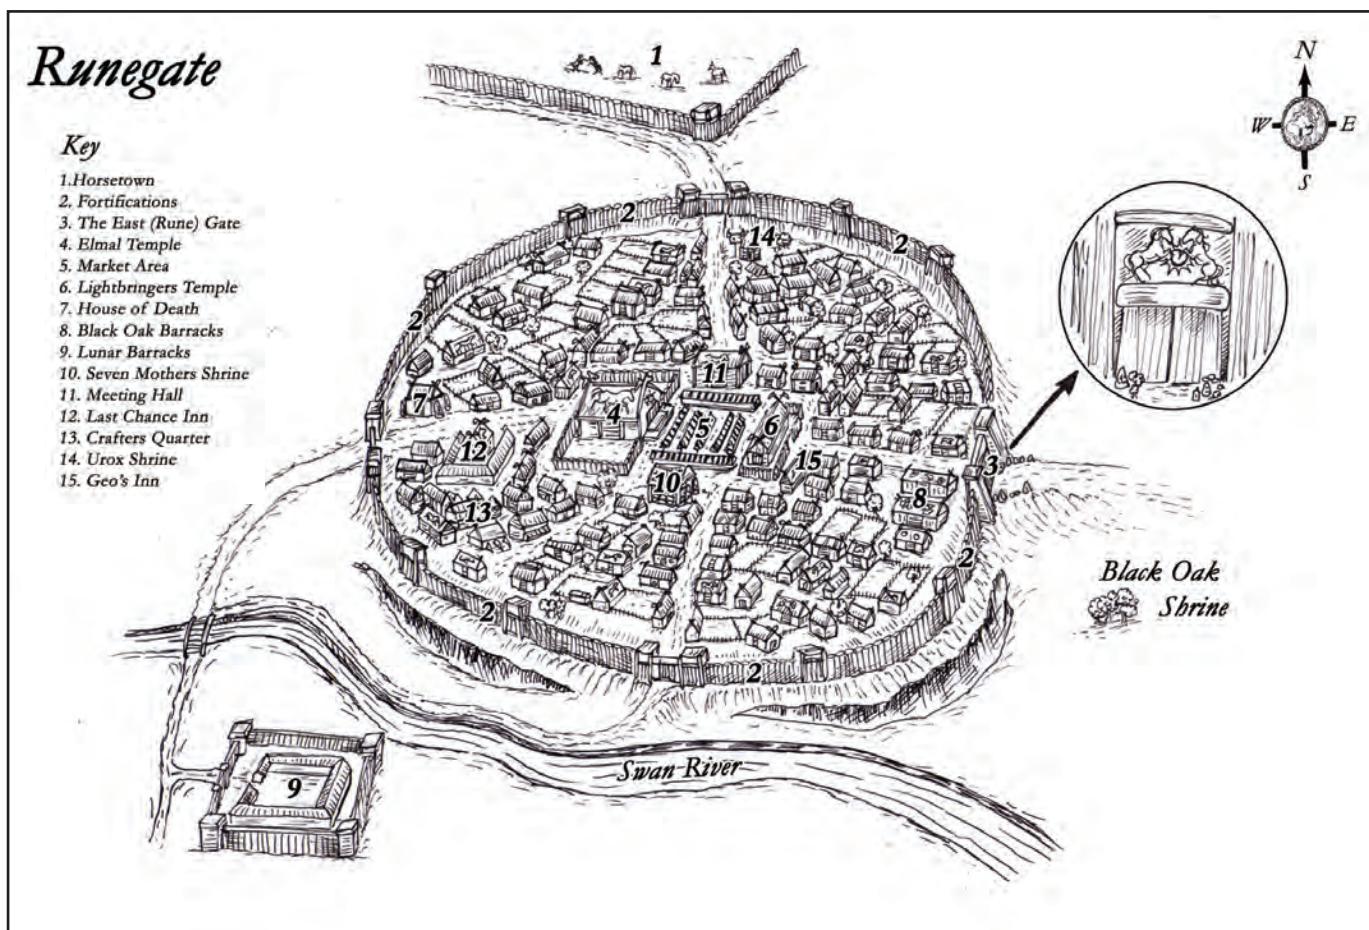 Runegate
Key
1.Horsetown
2. Fortifications
3. The East (Rune) Gate
4. Elmal Temple
5. Market Area
6. Lightbringers Temple
7. House of Death
8. Black Oak Barracks
9. Lunar Barracks
10. Seven Mothers Shrine
11. Meeting Hall
12. Last Chance Inn
13. Crafters Quarter
14. Urox Shrine
15. Geo's Inn
1
N
W E
S
2
14
2
2
11
7
4
5
6
12
15
3
10
8
13
2
2
2
Black Oak
Shrine
9
Swan River